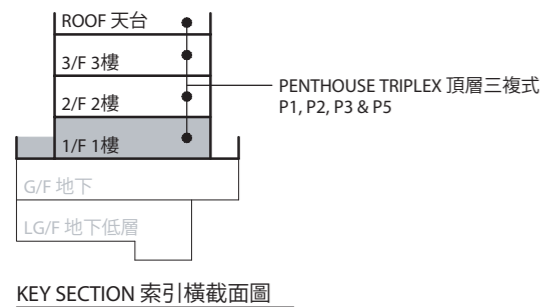 ROOF 天台
3/F 3樓
2/F 2樓
1/F 1樓
G/F 地下
LG/F 地下低層
PENTHOUSE TRIPLEX 頂層三複式
P1, P2, P3 & P5
KEY SECTION 索引橫截面圖